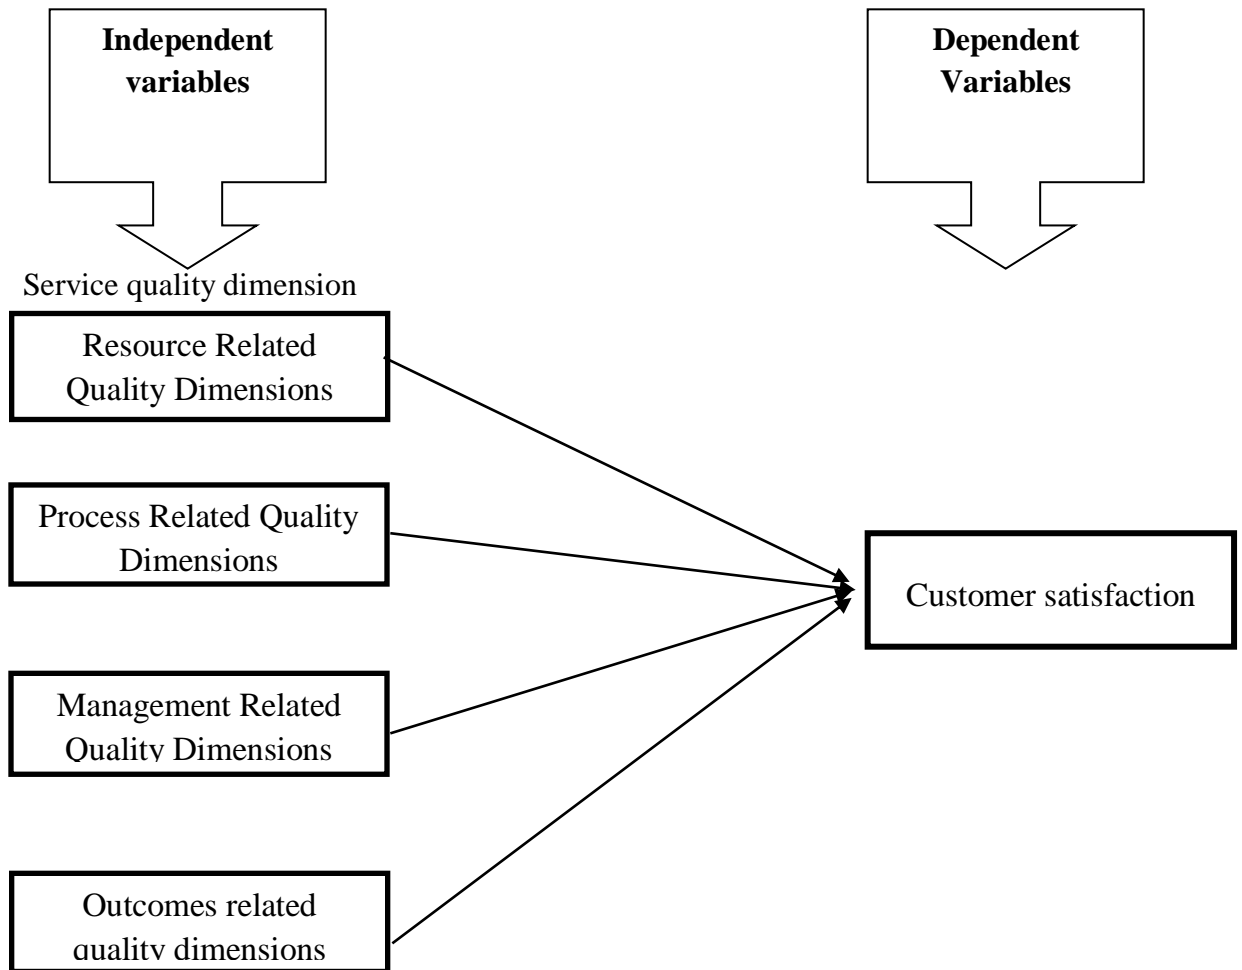 Independent
variables
Dependent
Variables
Service quality dimension
Resource Related
Quality Dimensions
Process Related Quality
Dimensions
Customer satisfaction
Management Related
Quality Dimensions
Outcomes related
quality dimensions